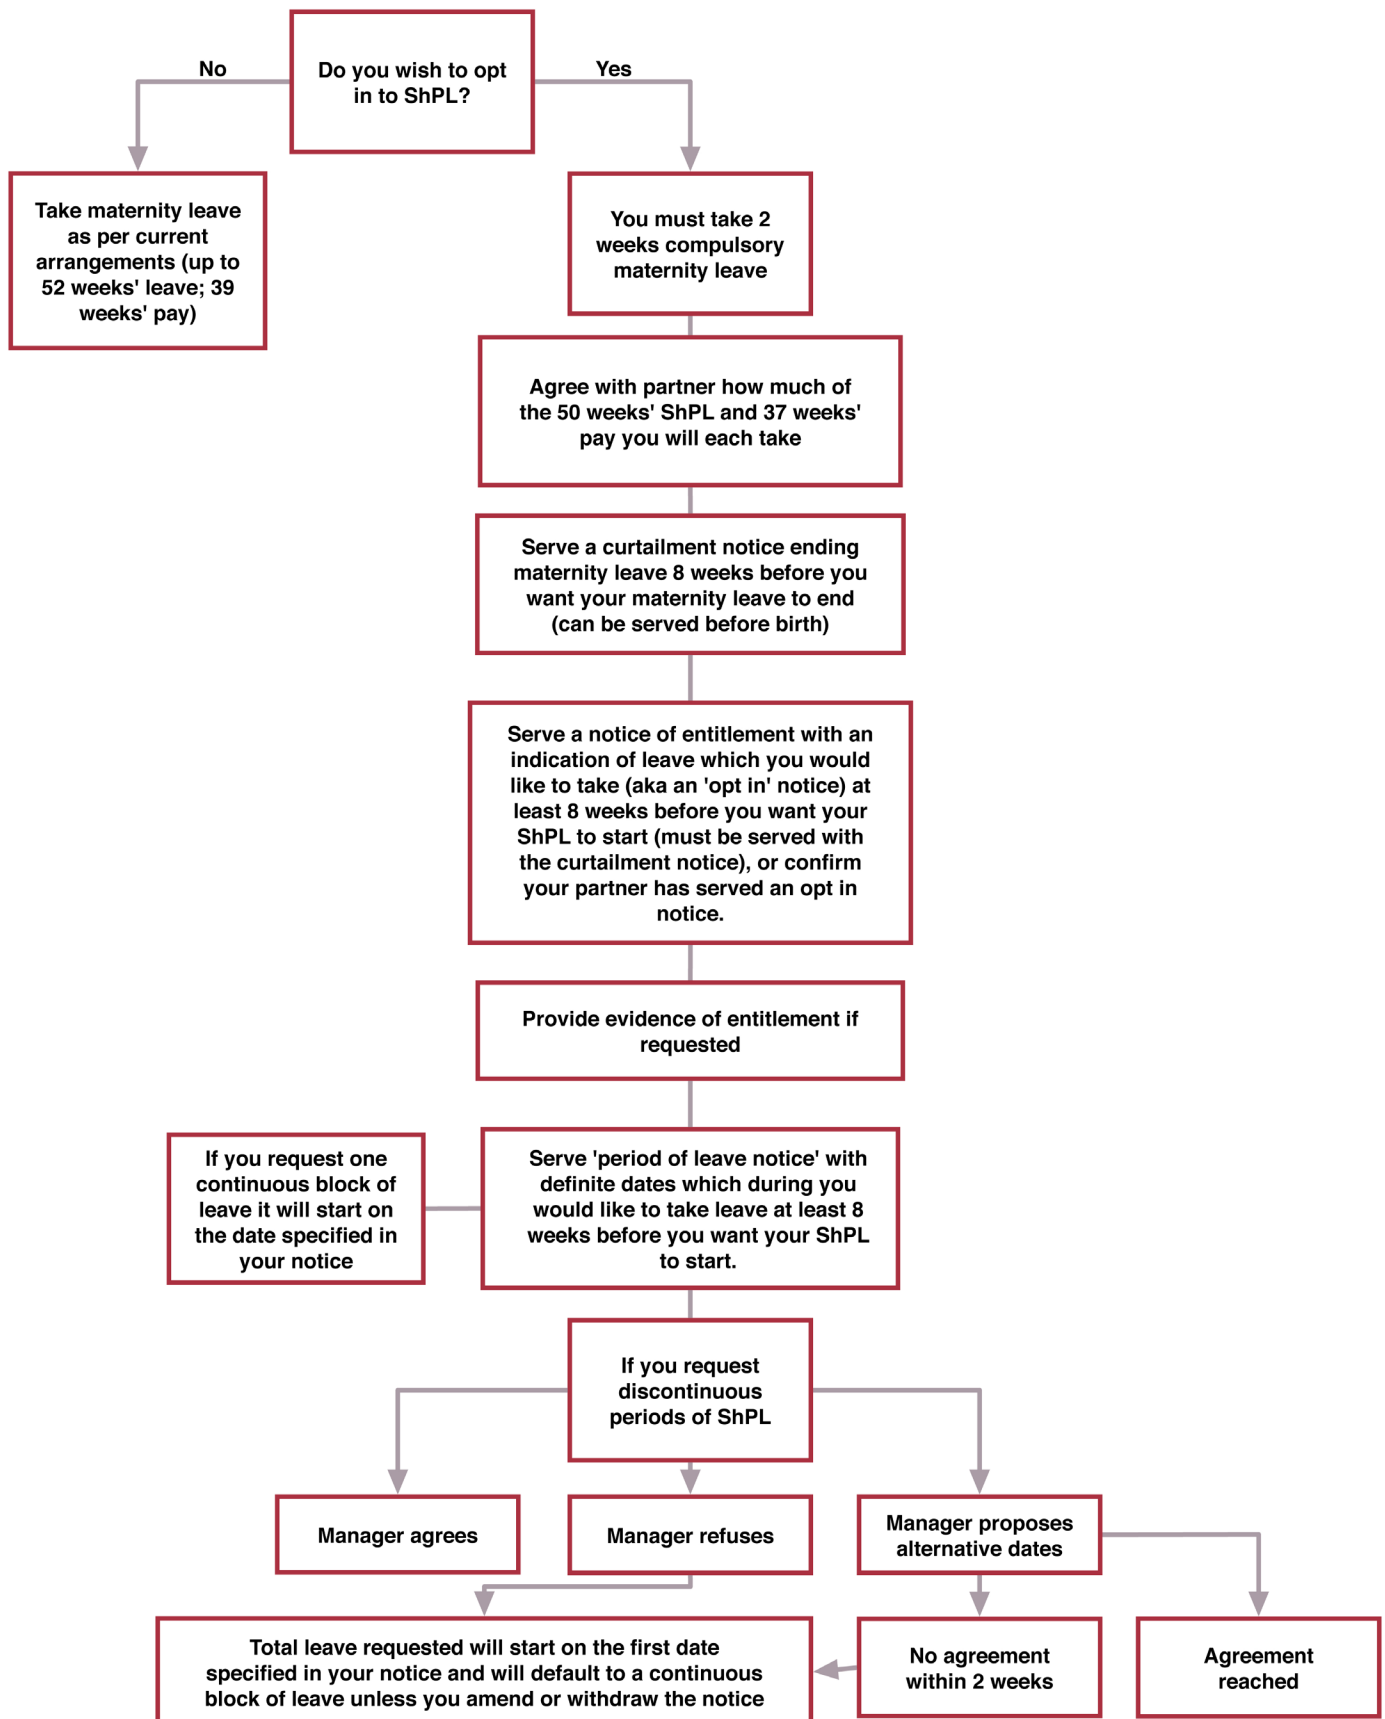 No
Do you wish to opt
in to ShPL?
Yes
Take maternity leave
as per current
arrangements (up to
52 weeks' leave; 39
weeks' pay)
You must take 2
weeks compulsory
maternity leave
Agree with partner how much of
the 50 weeks' ShPL and 37 weeks'
pay you will each take
Serve a curtailment notice ending
maternity leave 8 weeks before you
want your maternity leave to end
(can be served before birth)
Serve a notice of entitlement with an
indication of leave which you would
like to take (aka an 'opt in' notice) at
least 8 weeks before you want your
ShPL to start (must be served with
the curtailment notice), or confirm
your partner has served an opt in
notice.
Provide evidence of entitlement if
requested
If you request one
continuous block of
leave it will start on
the date specified in
your notice
Serve 'period of leave notice' with
definite dates which during you
would like to take leave at least 8
weeks before you want your ShPL
to start.
If you request
discontinuous
periods of ShPL
Manager agrees
Manager refuses
Manager proposes
alternative dates
Total leave requested will start on the first date
specified in your notice and will default to a continuous
block of leave unless you amend or withdraw the notice
No agreement
within 2 weeks
Agreement
reached